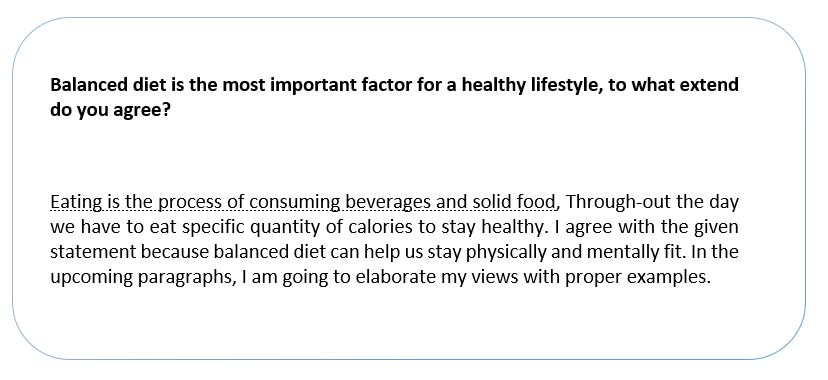 Balanced diet is the most important factor for a healthy lifestyle, to what extend
do you agree?
Eating is the process of consuming beverages and solid food, Through-out the day
we have to eat specific quantity of calories to stay healthy. I agree with the given
statement because balanced diet can help us stay physically and mentally fit. In the
upcoming paragraphs, I am going to elaborate my views with proper examples.